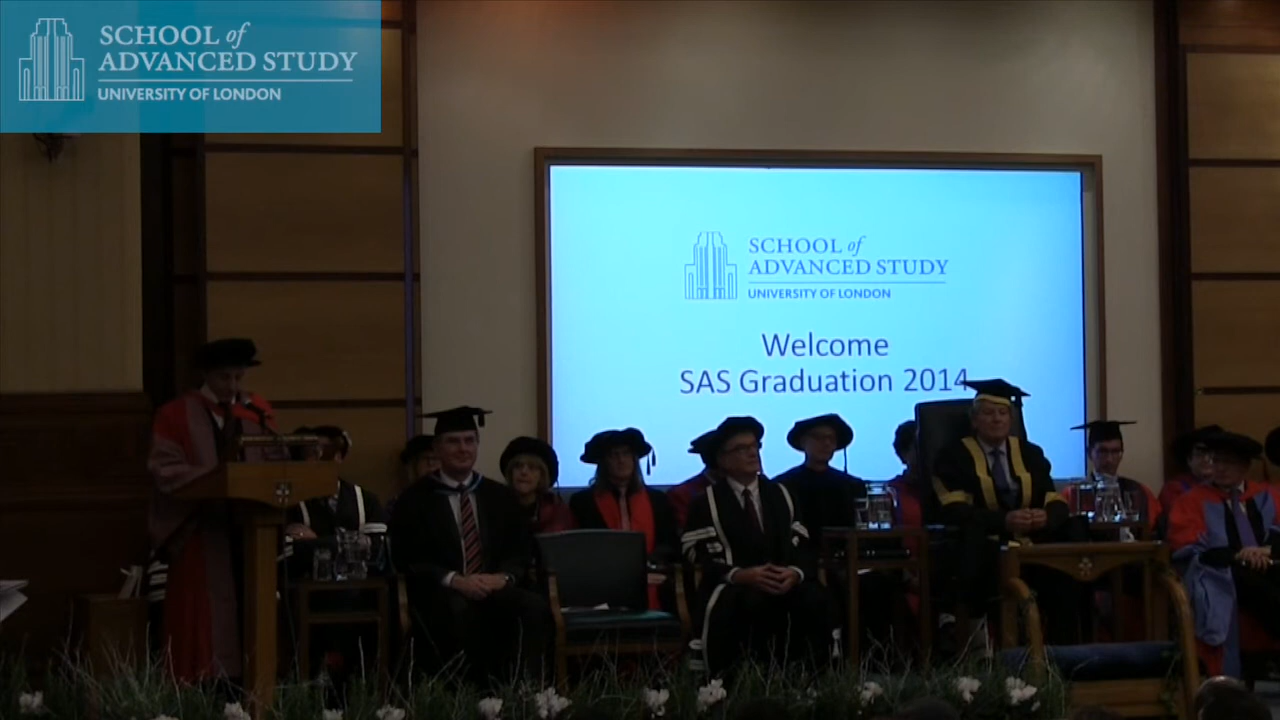 SCHOOL of
ADVANCED STUDY
UNIVERSITY OF LONDON
SCHOOL of
ADVANCED STUDY
UNIVERSITY OF LONDON
Welcome
SAS Graduation 2014